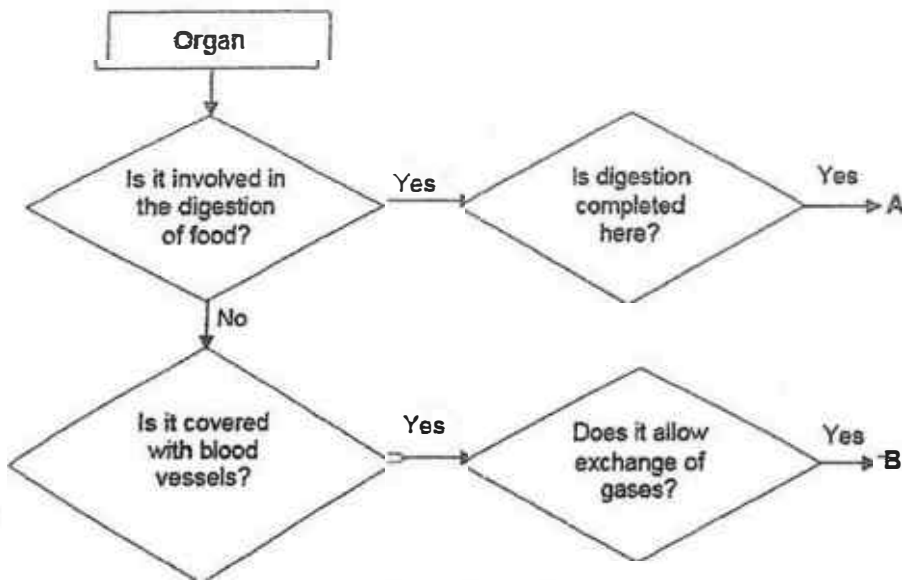 Organ
Is it involved in
the digestion
of food?
Yes
Is digestion
completed
here?
Yes
A
No
Is it covered
with blood
vessels?
Yes
Does it allow
exchange of
gases?
Yes
B